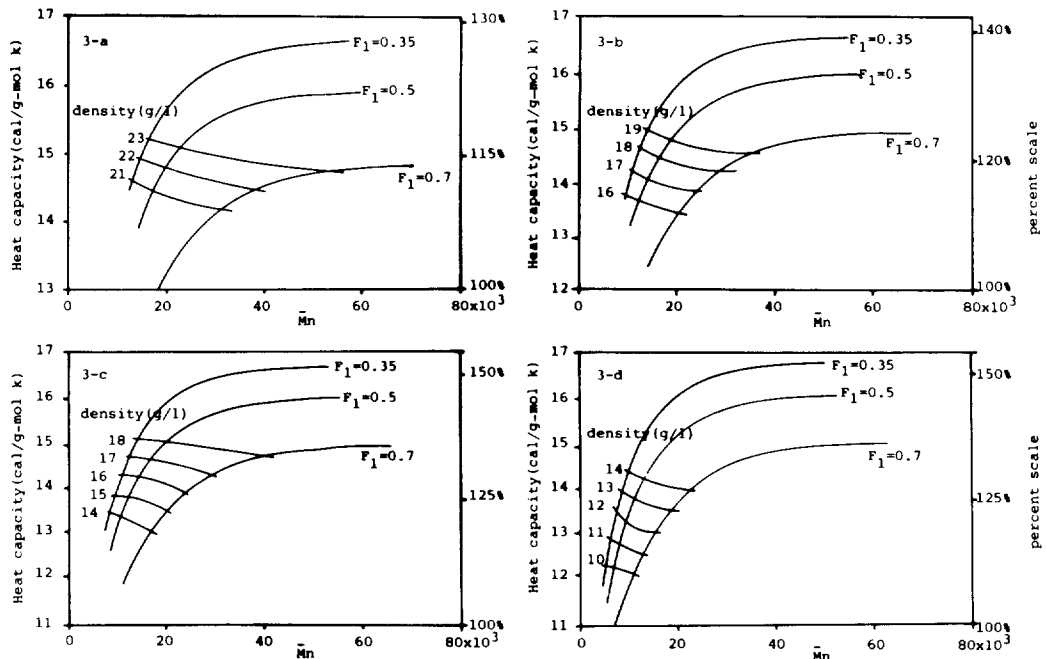 3-a
Heat capacity(cal/g-mol k)
17
16
15
14
13
130%
115%
100%
F1=0.35
F1=0.5
F1=0.7
density(g/l)
23
22
21
0
20
40
60
80x10^3
M̄n
3-b
Heat capacity(cal/g-mol k)
17
16
15
14
13
12
140%
120%
100%
percent scale
F1=0.35
F1=0.5
F1=0.7
density(g/l)
19
18
17
16
0
20
40
60
80x10^3
M̄n
3-c
Heat capacity(cal/g-mol k)
17
16
15
14
13
12
11
150%
125%
100%
F1=0.35
F1=0.5
F1=0.7
density(g/l)
18
17
16
15
14
0
20
40
60
80x10^3
M̄n
3-d
Heat capacity(cal/g-mol k)
17
16
15
14
13
12
11
150%
125%
100%
percent scale
F1=0.35
F1=0.5
F1=0.7
density(g/l)
14
13
12
11
10
0
20
40
60
80x10^3
M̄n